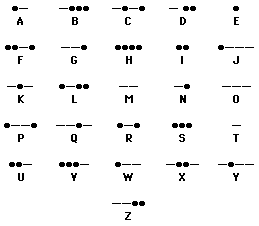 A B C D E
F G H I J
K L M N O
P Q R S T
U Y W X Y
Z